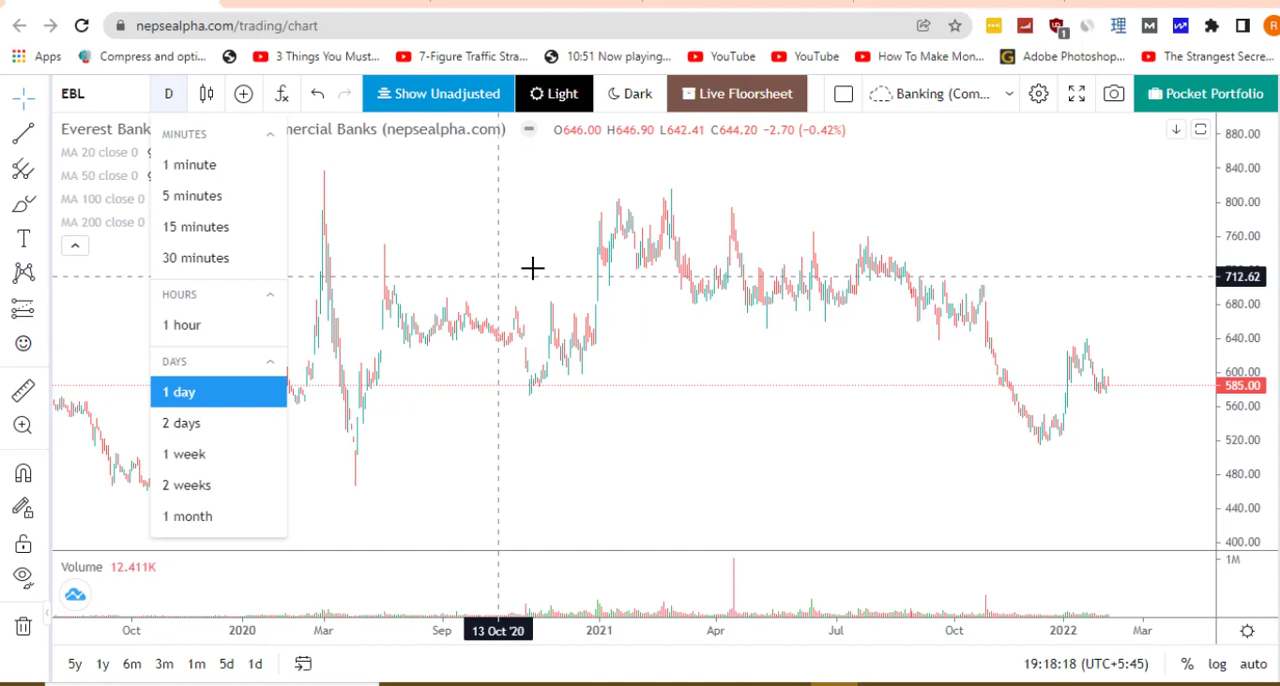 nepsealpha.com/trading/chart
Apps Compress and opti... 3 Things You Must... 7-Figure Traffic Stra... 10:51 Now playing,... YouTube YouTube How To Make Mon... Adobe Photoshop... The Strangest Secre...
EBL D Show Unadjusted Light Dark Live Floorsheet Banking (Com... Pocket Portfolio
Everest Bank mercial Banks (nepsealpha.com) O646.00 H646.90 L642.41 C644.20 −2.70 (−0.42%)
MA 20 close 0
MA 50 close 0
MA 100 close 0
MA 200 close 0
MINUTES
1 minute
5 minutes
15 minutes
30 minutes
HOURS
1 hour
DAYS
1 day
2 days
1 week
2 weeks
1 month
880.00
840.00
800.00
760.00
712.62
680.00
640.00
600.00
585.00
560.00
520.00
480.00
440.00
400.00
1M
Volume 12.411K
Oct 2020 Mar Sep 13 Oct '20 2021 Apr Jul Oct 2022 Mar
5y 1y 6m 3m 1m 5d 1d 19:18:18 (UTC+5:45) % log auto